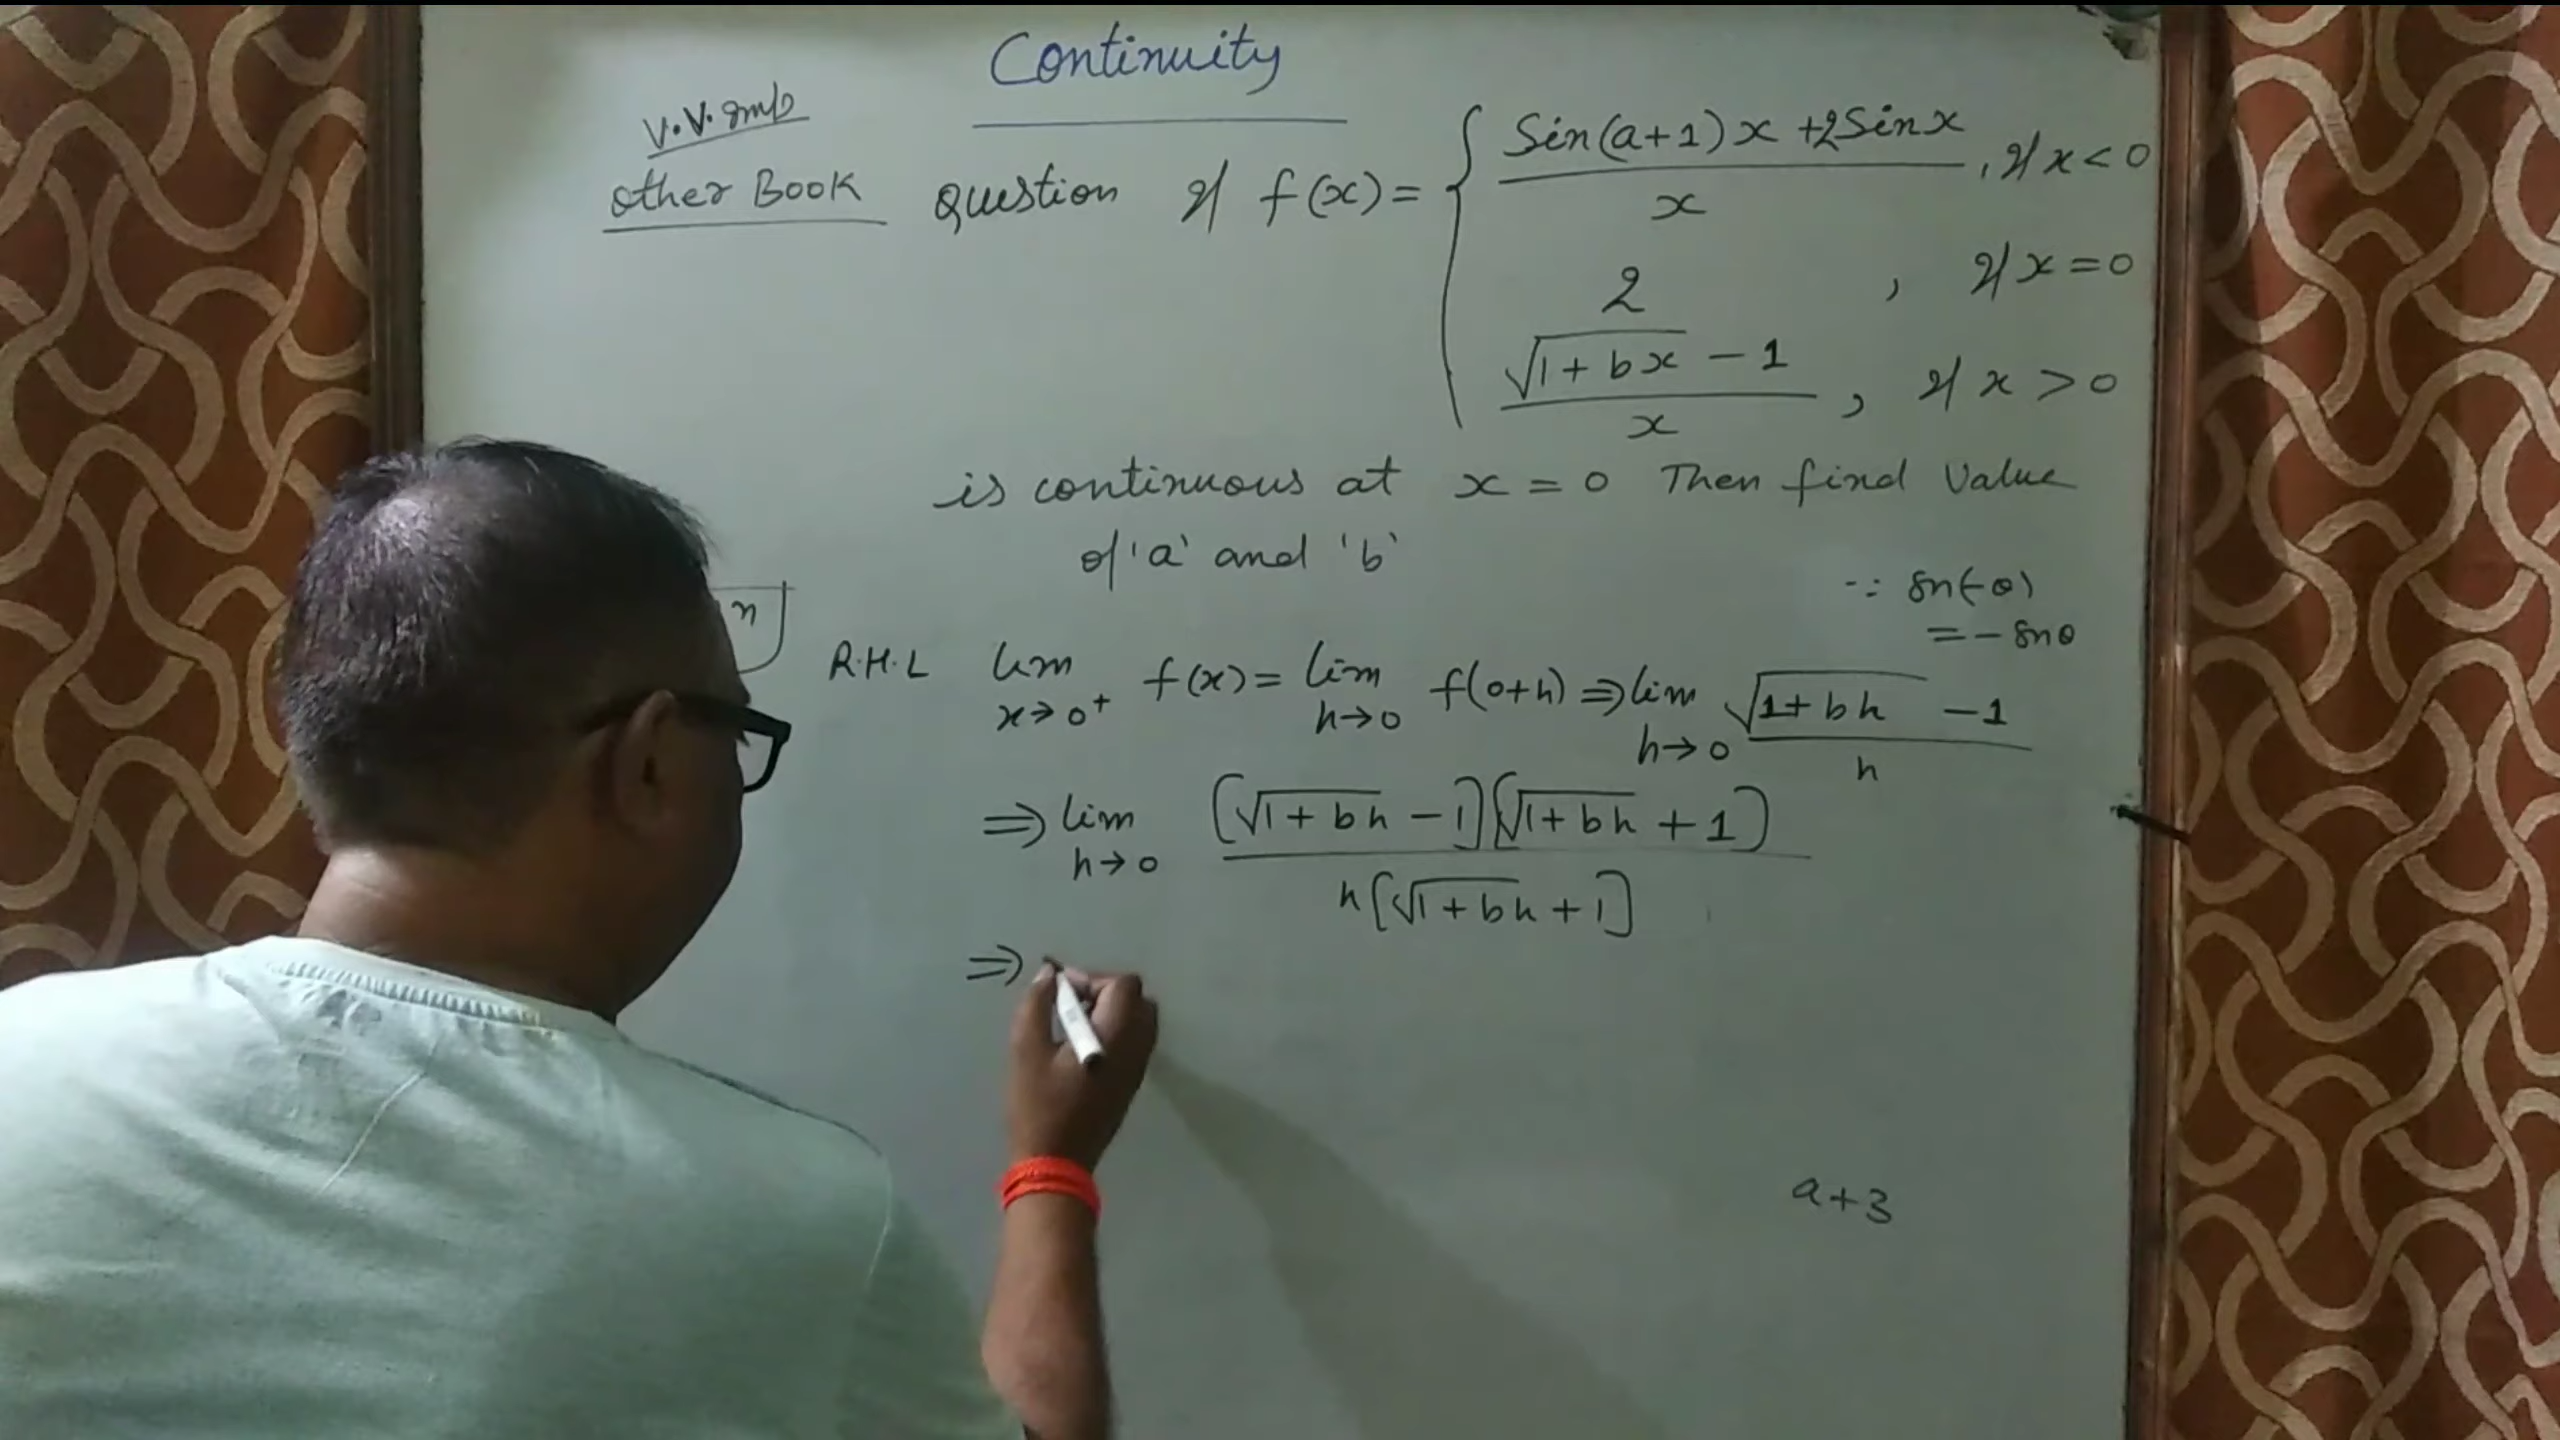 Continuity
V.V. Imp
other Book
question If f(x) = { Sin(a+1)x + 2Sinx / x , If x < 0
2 , If x = 0
√(1 + bx) - 1 / x , If x > 0
is continuous at x = 0 Then find Value
of 'a' and 'b'
∵ Sin(-θ)
= - Sinθ
R.H.L lim x→0⁺ f(x) = lim h→0 f(0+h) ⇒ lim h→0 √(1+bh) - 1 / h
⇒ lim h→0 [√(1+bh) - 1][√(1+bh) + 1] / h[√(1+bh) + 1]
⇒
a+3